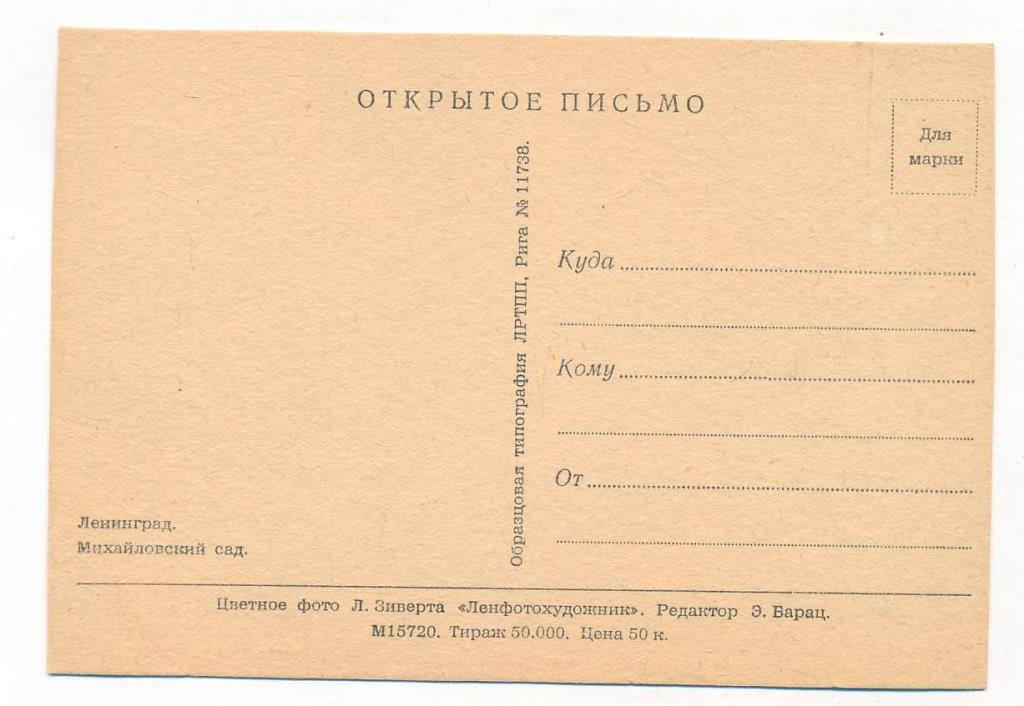 ОТКРЫТОЕ ПИСЬМО
Для
марки
Образцовая типография ЛРТПП, Рига № 11738.
Куда
Кому
От
Ленинград.
Михайловский сад.
Цветное фото Л. Зиверта «Ленфотохудожник». Редактор Э. Барац.
М15720. Тираж 50.000. Цена 50 к.